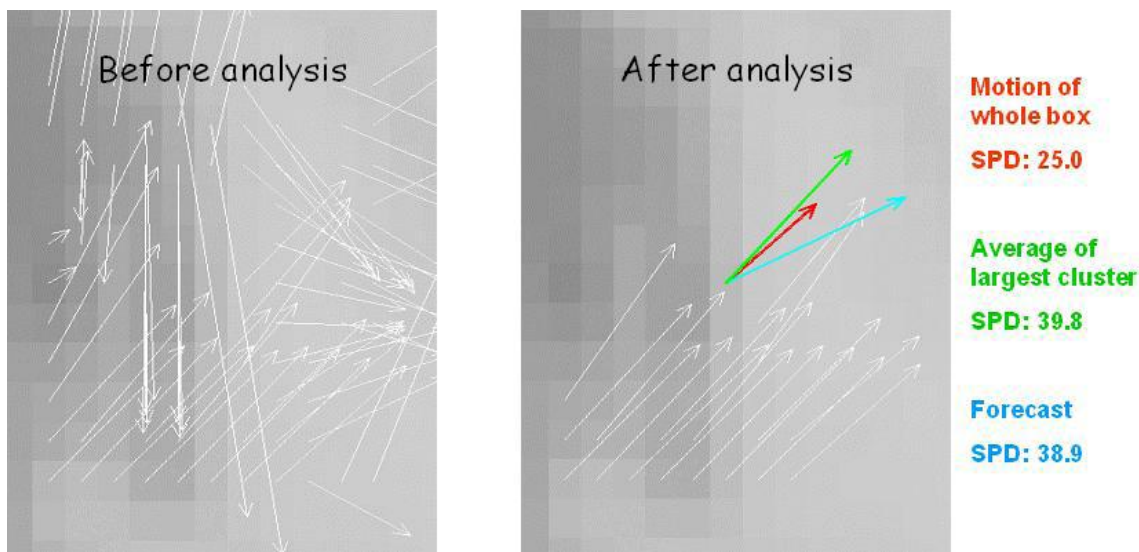 Before analysis
After analysis
Motion of
whole box
SPD: 25.0
Average of
largest cluster
SPD: 39.8
Forecast
SPD: 38.9